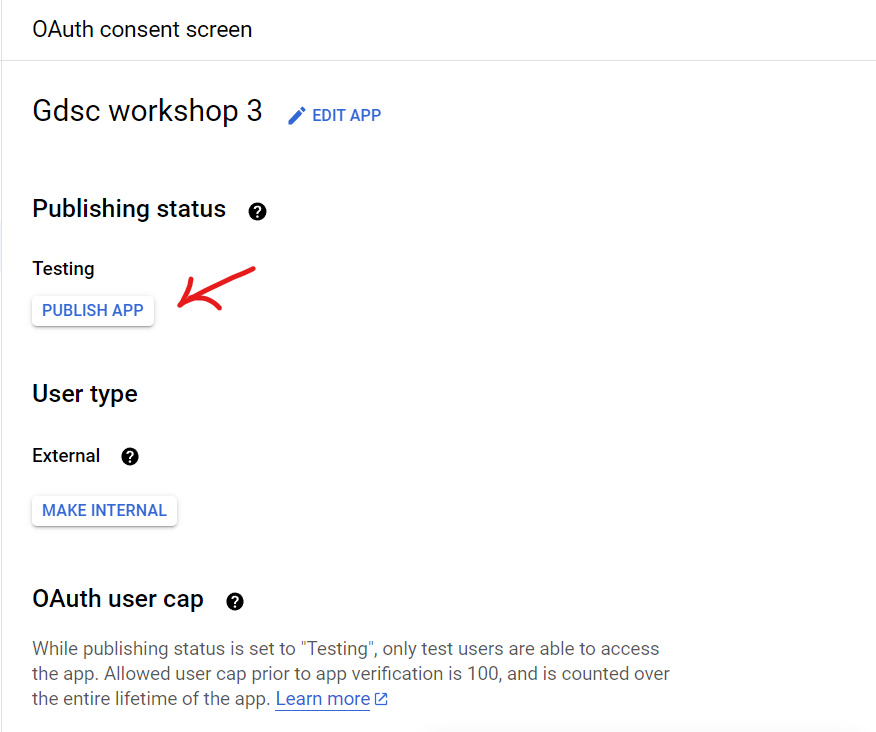 OAuth consent screen
Gdsc workshop 3 EDIT APP
Publishing status ?
Testing
PUBLISH APP
User type
External ?
MAKE INTERNAL
OAuth user cap ?
While publishing status is set to "Testing", only test users are able to access
the app. Allowed user cap prior to app verification is 100, and is counted over
the entire lifetime of the app. Learn more